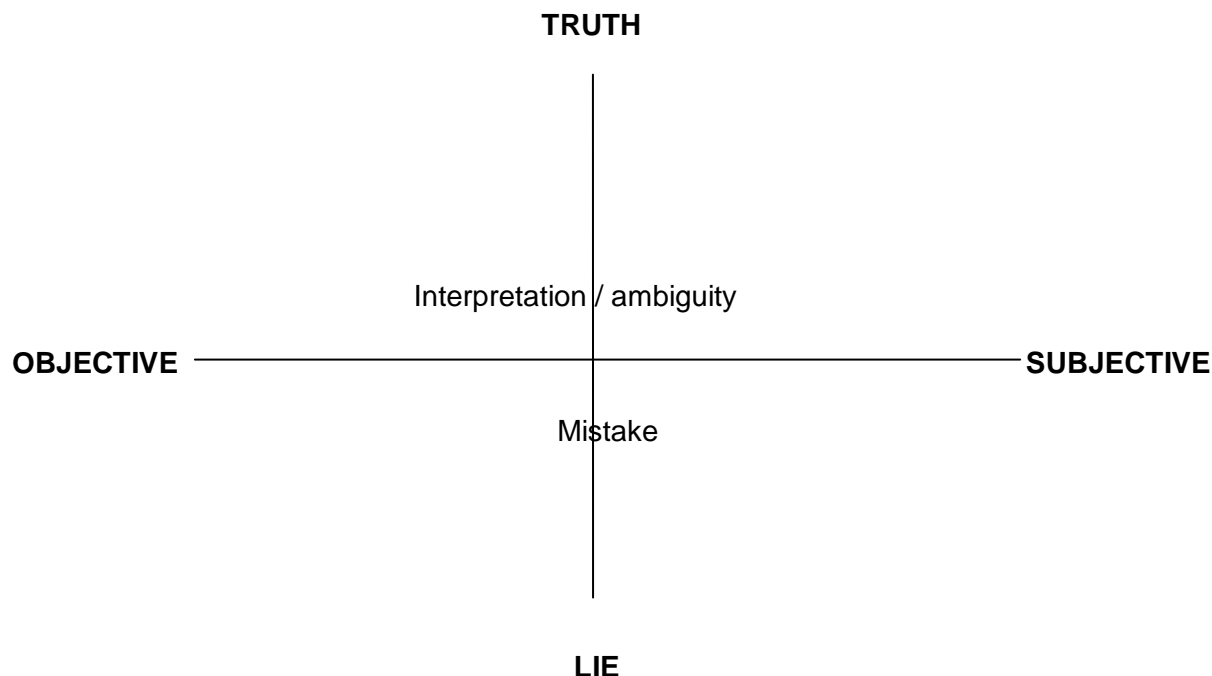 TRUTH
Interpretation / ambiguity
OBJECTIVE
SUBJECTIVE
Mistake
LIE